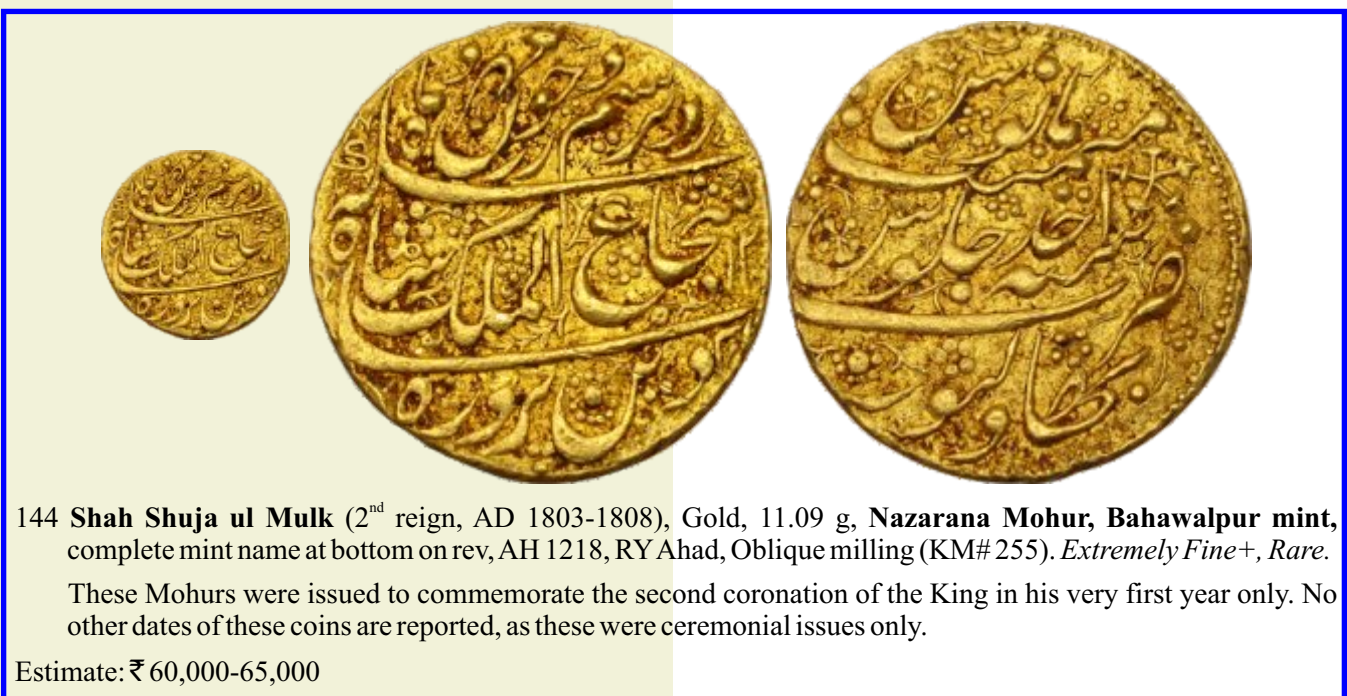 144 Shah Shuja ul Mulk (2nd reign, AD 1803-1808), Gold, 11.09 g, Nazarana Mohur, Bahawalpur mint,
complete mint name at bottom on rev, AH 1218, RY Ahad, Oblique milling (KM# 255). Extremely Fine+, Rare.
These Mohurs were issued to commemorate the second coronation of the King in his very first year only. No
other dates of these coins are reported, as these were ceremonial issues only.
Estimate: ₹ 60,000-65,000